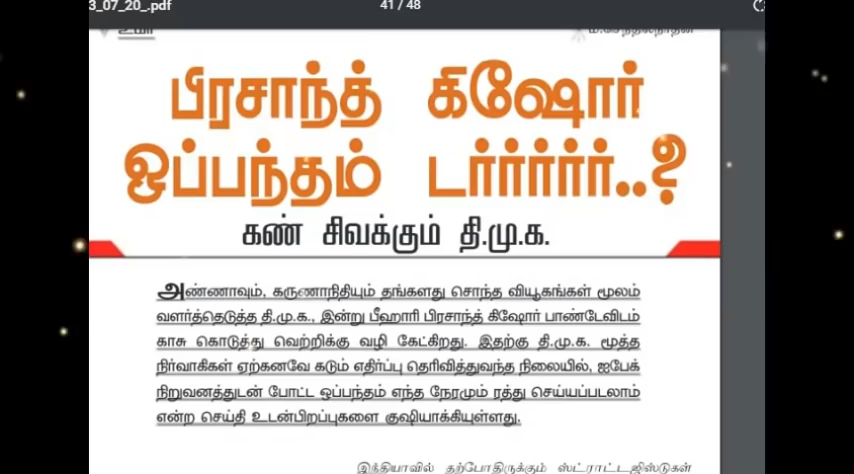 3_07_20_.pdf 41 / 48
உமா ம.செந்தில்நாதன்
பிரசாந்த் கிஷோர்
ஒப்பந்தம் டர்ர்ர்ர்ர்..?
கண் சிவக்கும் தி.மு.க.
அண்ணாவும், கருணாநிதியும் தங்களது சொந்த வியூகங்கள் மூலம்
வளர்த்தெடுத்த தி.மு.க., இன்று பீஹாரி பிரசாந்த் கிஷோர் பாண்டேவிடம்
காசு கொடுத்து வெற்றிக்கு வழி கேட்கிறது. இதற்கு தி.மு.க. மூத்த
நிர்வாகிகள் ஏற்கனவே கடும் எதிர்ப்பு தெரிவித்துவந்த நிலையில், ஐபேக்
நிறுவனத்துடன் போட்ட ஒப்பந்தம் எந்த நேரமும் ரத்து செய்யப்படலாம்
என்ற செய்தி உடன்பிறப்புகளை குஷியாக்கியுள்ளது.
இந்தியாவில் தற்போதிருக்கும் ஸ்ட்ராட்டஜிஸ்டுகள்